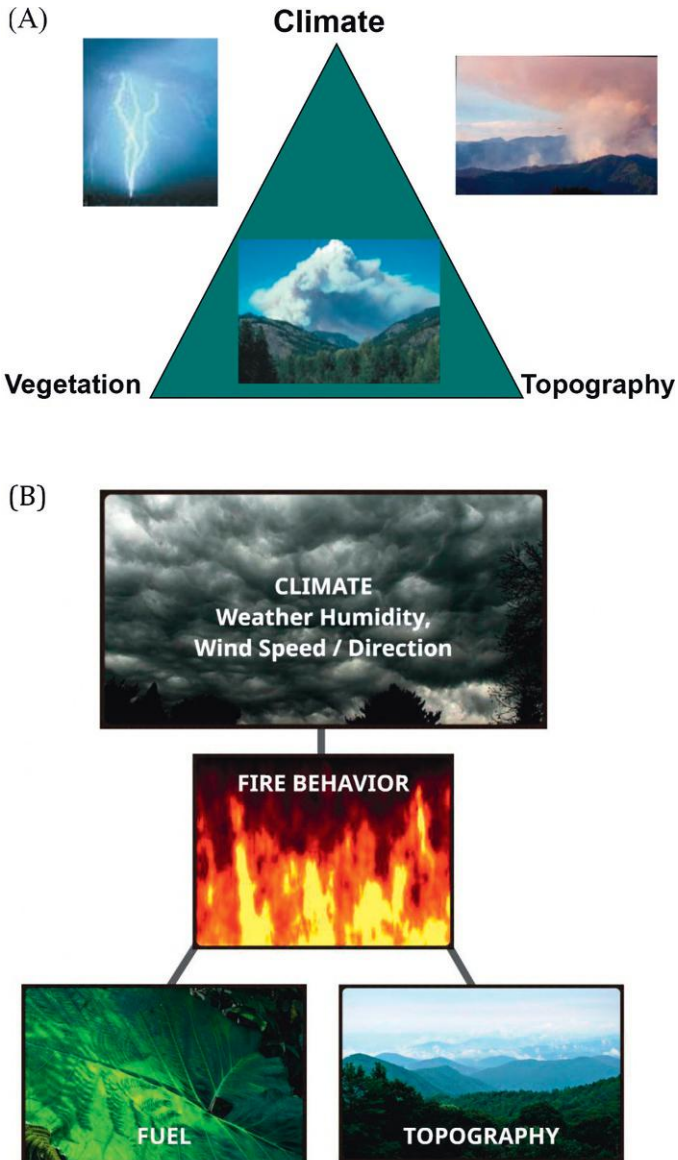 (A)
Climate
Vegetation
Topography
(B)
CLIMATE
Weather Humidity,
Wind Speed / Direction
FIRE BEHAVIOR
FUEL
TOPOGRAPHY